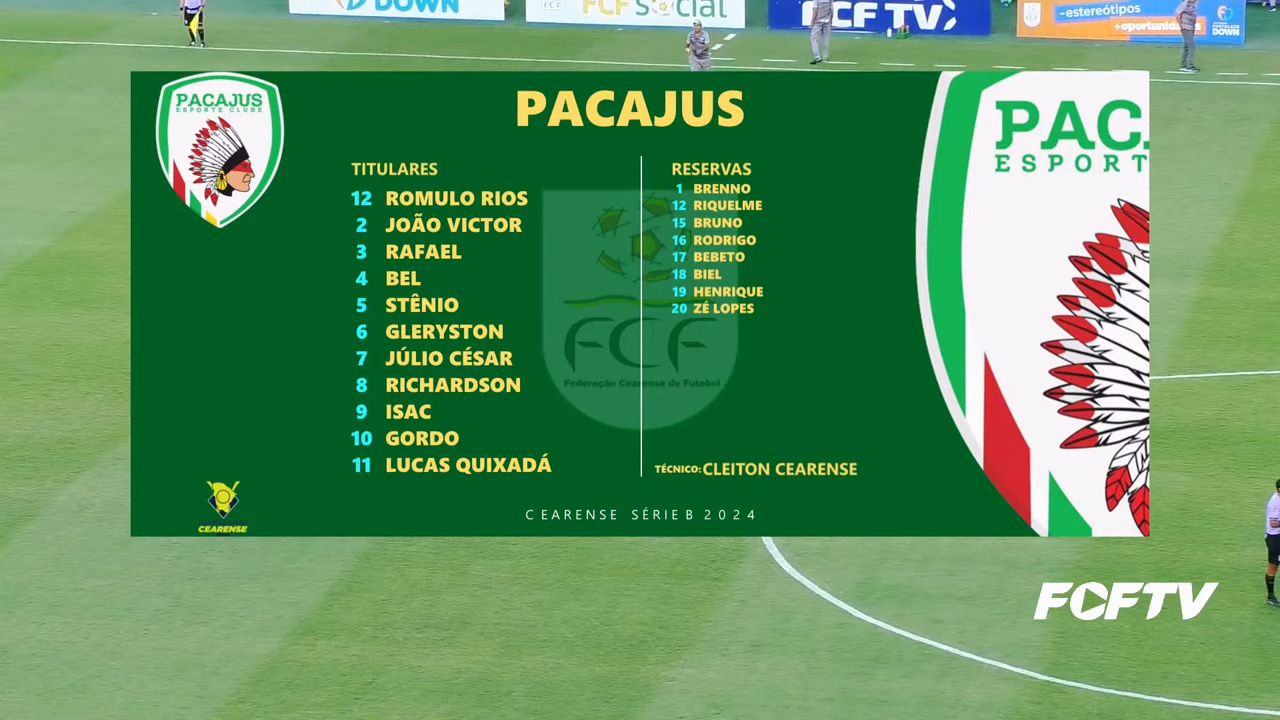 DOWN
FCF social
FCF TV
-estereótipos
+oportunidades
DOWN
PACAJUS
ESPORTE CLUBE
PACAJUS
TITULARES
12 ROMULO RIOS
2 JOÃO VICTOR
3 RAFAEL
4 BEL
5 STÊNIO
6 GLERYSTON
7 JÚLIO CÉSAR
8 RICHARDSON
9 ISAC
10 GORDO
11 LUCAS QUIXADÁ
RESERVAS
1 BRENNO
12 RIQUELME
15 BRUNO
16 RODRIGO
17 BEBETO
18 BIEL
19 HENRIQUE
20 ZÉ LOPES
TÉCNICO: CLEITON CEARENSE
FCF
Federação Cearense de Futebol
PAC
ESPORT
CEARENSE
CEARENSE SÉRIE B 2024
FCFTV